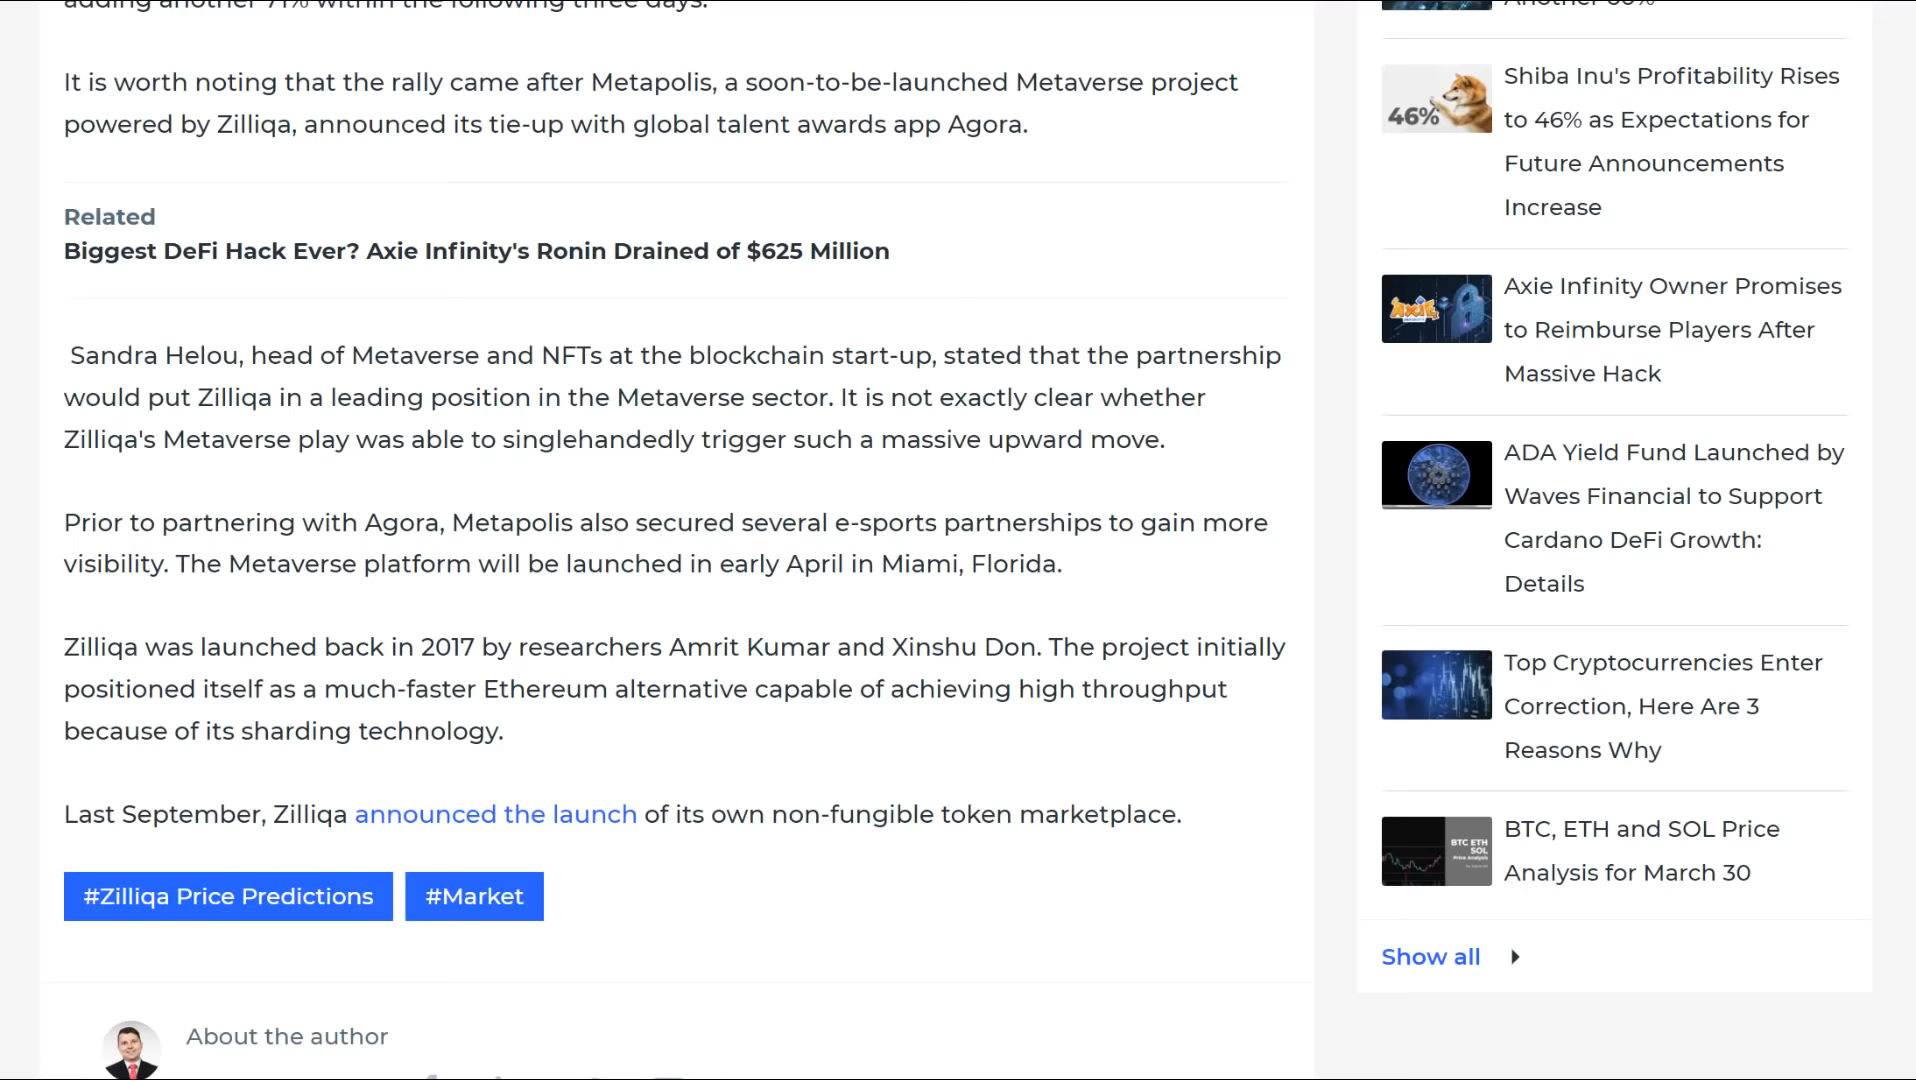 adding another 71% within the following three days.
It is worth noting that the rally came after Metapolis, a soon-to-be-launched Metaverse project
powered by Zilliqa, announced its tie-up with global talent awards app Agora.
Related
Biggest DeFi Hack Ever? Axie Infinity's Ronin Drained of $625 Million
Sandra Helou, head of Metaverse and NFTs at the blockchain start-up, stated that the partnership
would put Zilliqa in a leading position in the Metaverse sector. It is not exactly clear whether
Zilliqa's Metaverse play was able to singlehandedly trigger such a massive upward move.
Prior to partnering with Agora, Metapolis also secured several e-sports partnerships to gain more
visibility. The Metaverse platform will be launched in early April in Miami, Florida.
Zilliqa was launched back in 2017 by researchers Amrit Kumar and Xinshu Don. The project initially
positioned itself as a much-faster Ethereum alternative capable of achieving high throughput
because of its sharding technology.
Last September, Zilliqa announced the launch of its own non-fungible token marketplace.
#Zilliqa Price Predictions #Market
About the author
Another 60%
46%
Shiba Inu's Profitability Rises
to 46% as Expectations for
Future Announcements
Increase
AXIE
Axie Infinity Owner Promises
to Reimburse Players After
Massive Hack
ADA Yield Fund Launched by
Waves Financial to Support
Cardano DeFi Growth:
Details
Top Cryptocurrencies Enter
Correction, Here Are 3
Reasons Why
BTC ETH
SOL
Price Analysis
BTC, ETH and SOL Price
Analysis for March 30
Show all